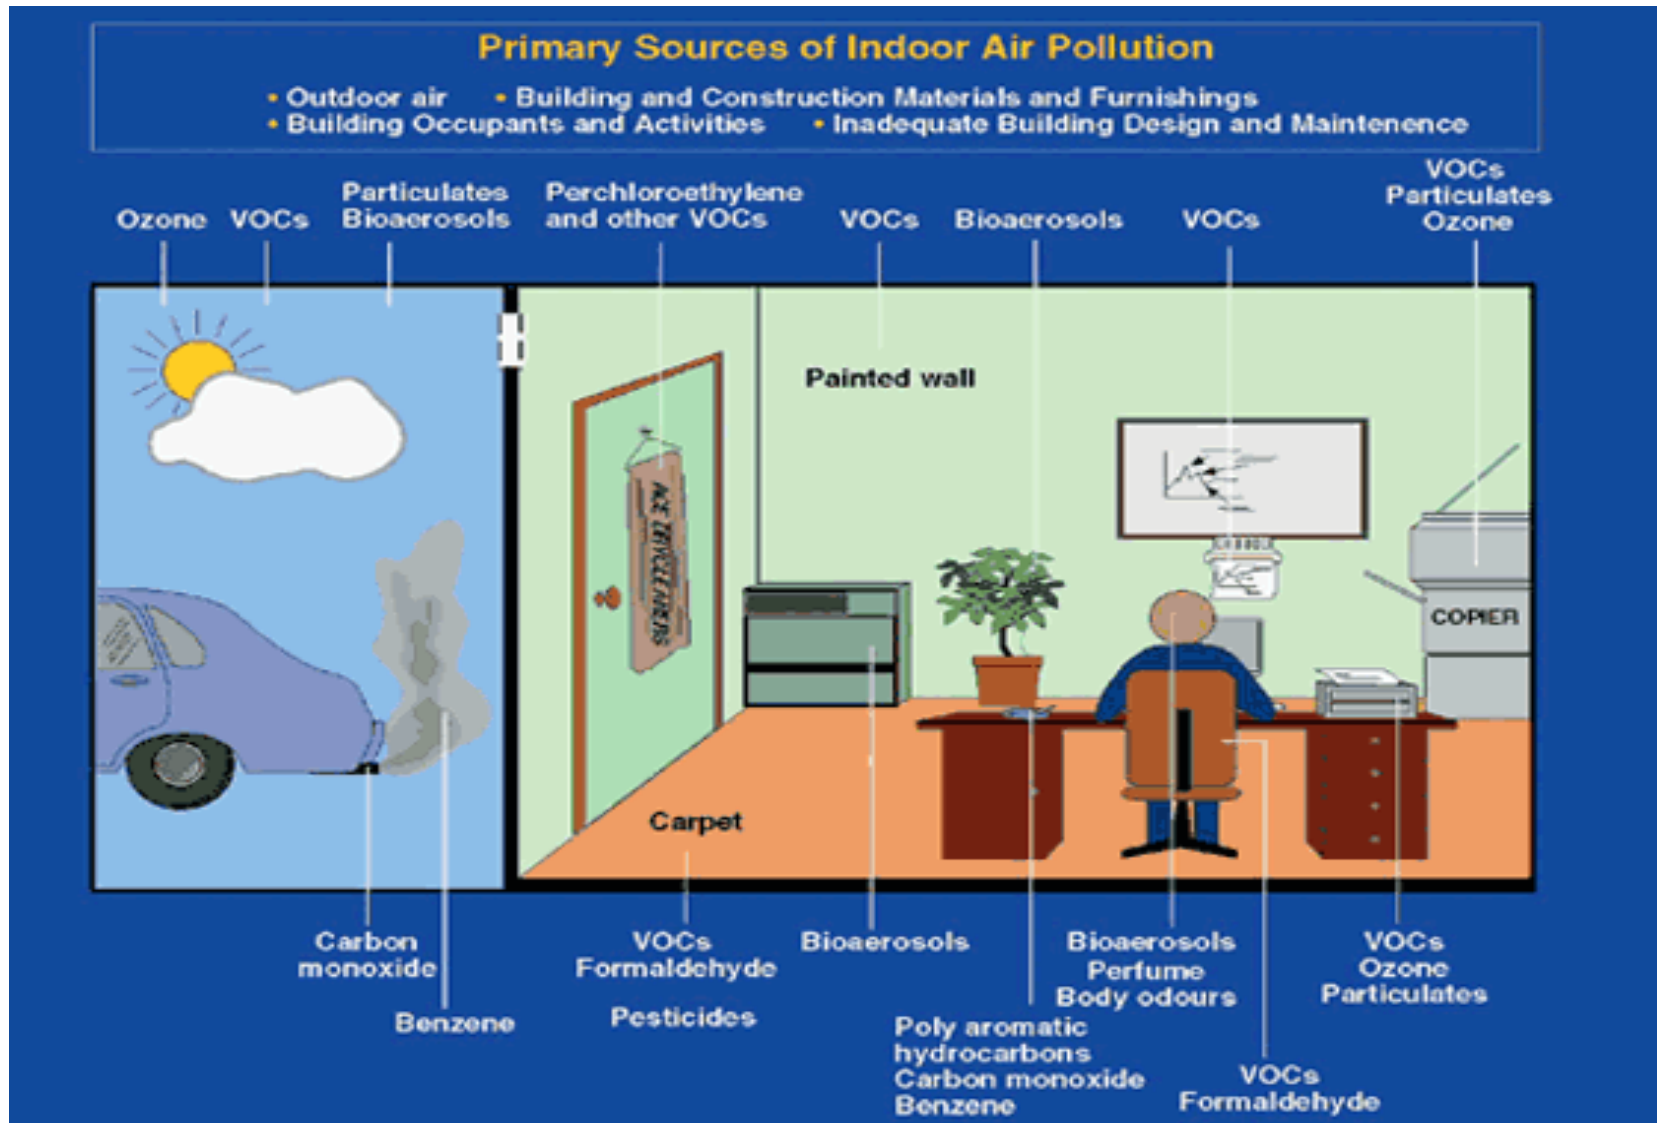 Primary Sources of Indoor Air Pollution
• Outdoor air • Building and Construction Materials and Furnishings
• Building Occupants and Activities • Inadequate Building Design and Maintenence
Ozone
VOCs
Particulates
Bioaerosols
Perchloroethylene
and other VOCs
VOCs
Bioaerosols
VOCs
VOCs
Particulates
Ozone
Painted wall
COPIER
Carpet
Carbon
monoxide
Benzene
VOCs
Formaldehyde
Pesticides
Bioaerosols
Poly aromatic
hydrocarbons
Carbon monoxide
Benzene
Bioaerosols
Perfume
Body odours
VOCs
Formaldehyde
VOCs
Ozone
Particulates